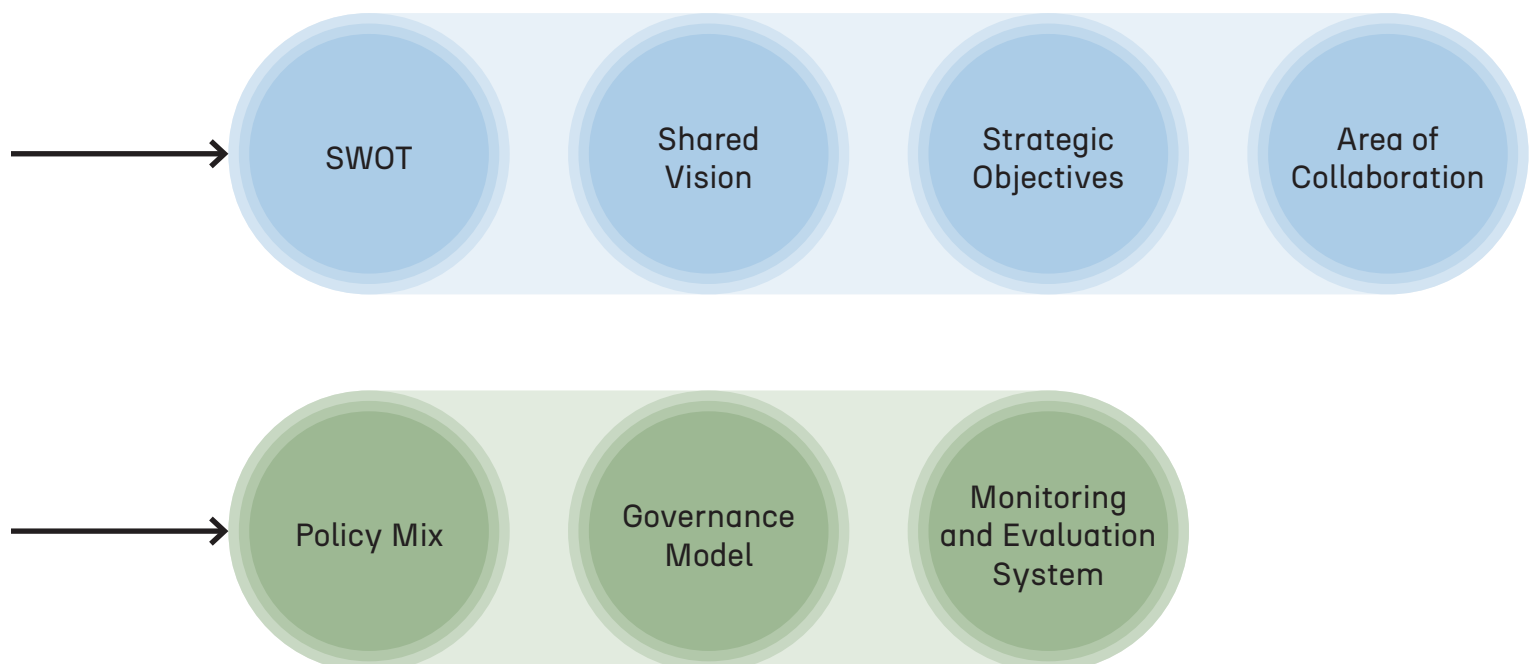 SWOT
Shared
Vision
Strategic
Objectives
Area of
Collaboration
Policy Mix
Governance
Model
Monitoring
and Evaluation
System